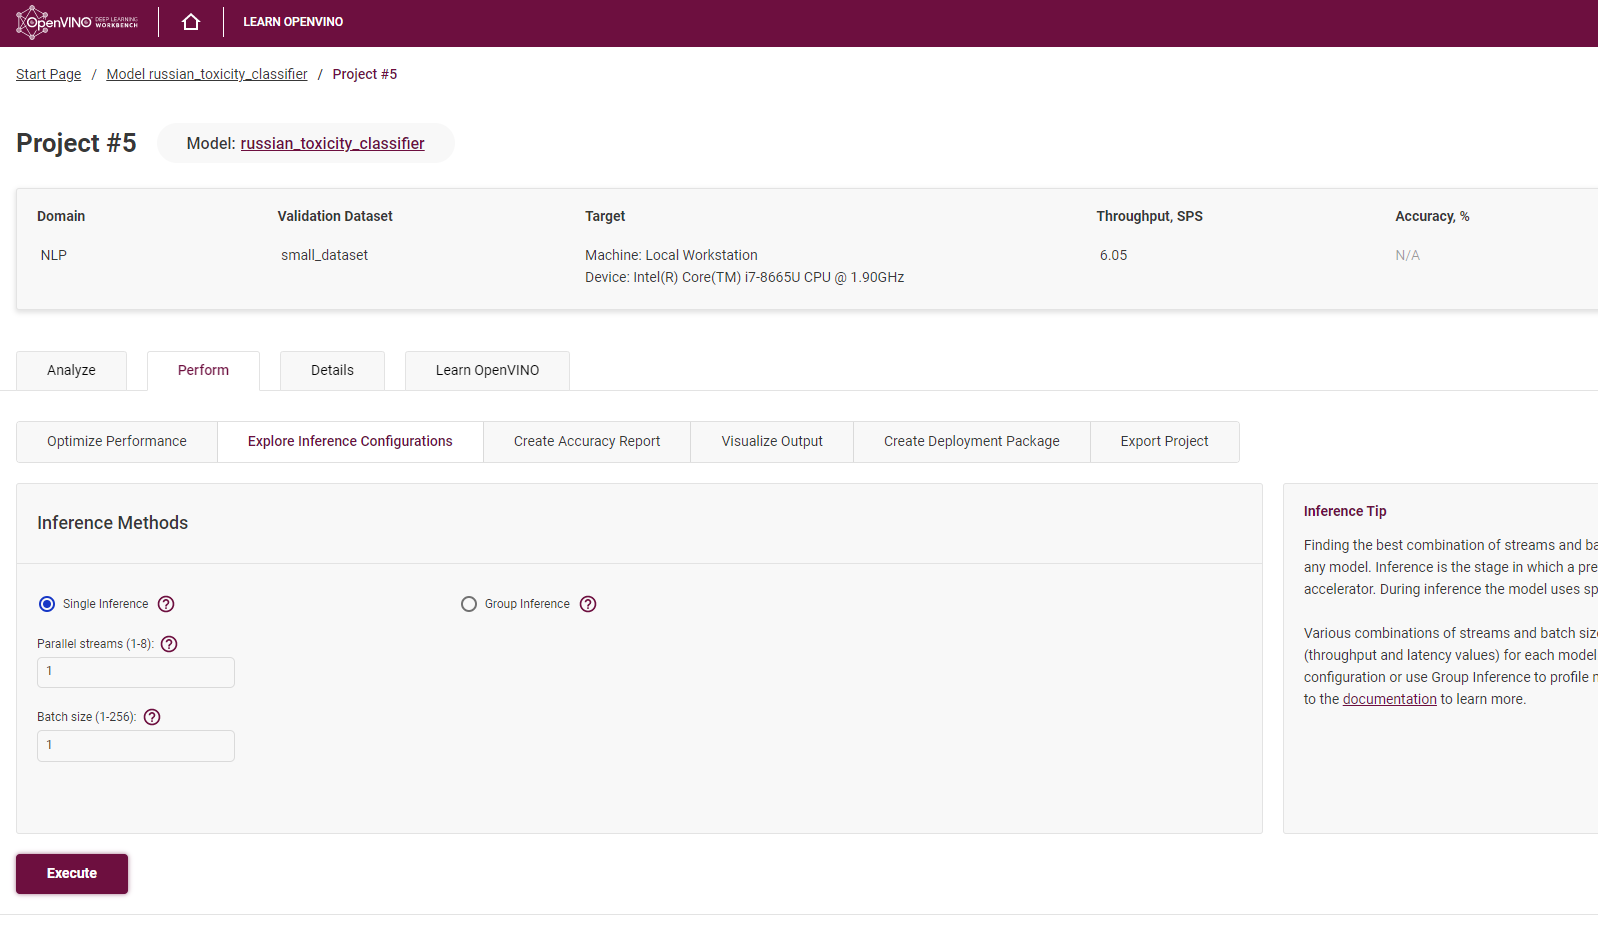 OpenVINO DEEP LEARNING WORKBENCH
LEARN OPENVINO
Start Page / Model russian_toxicity_classifier / Project #5
Project #5 Model: russian_toxicity_classifier
Domain Validation Dataset Target Throughput, SPS Accuracy, %
NLP small_dataset Machine: Local Workstation 6.05 N/A
Device: Intel(R) Core(TM) i7-8665U CPU @ 1.90GHz
Analyze Perform Details Learn OpenVINO
Optimize Performance Explore Inference Configurations Create Accuracy Report Visualize Output Create Deployment Package Export Project
Inference Methods
Single Inference ? Group Inference ?
Parallel streams (1-8): ?
1
Batch size (1-256): ?
1
Inference Tip
Finding the best combination of streams and ba
any model. Inference is the stage in which a pre
accelerator. During inference the model uses sp
Various combinations of streams and batch siz
(throughput and latency values) for each model
configuration or use Group Inference to profile
to the documentation to learn more.
Execute